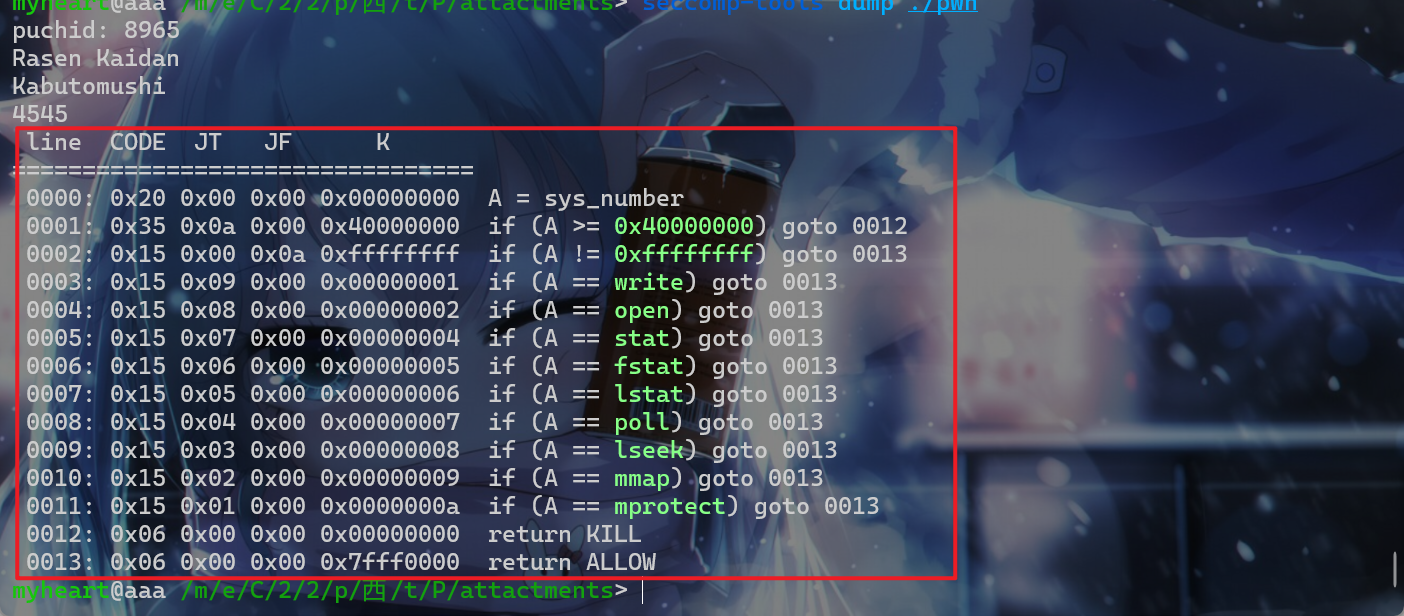 myheart@aaa /m/e/C/2/2/p/西/t/P/attactments> seccomp-tools dump ./pwn
puchid: 8965
Rasen Kaidan
Kabutomushi
4545
 line  CODE  JT   JF      K
=================================
 0000: 0x20 0x00 0x00 0x00000000  A = sys_number
 0001: 0x35 0x0a 0x00 0x40000000  if (A >= 0x40000000) goto 0012
 0002: 0x15 0x00 0x0a 0xffffffff  if (A != 0xffffffff) goto 0013
 0003: 0x15 0x09 0x00 0x00000001  if (A == write) goto 0013
 0004: 0x15 0x08 0x00 0x00000002  if (A == open) goto 0013
 0005: 0x15 0x07 0x00 0x00000004  if (A == stat) goto 0013
 0006: 0x15 0x06 0x00 0x00000005  if (A == fstat) goto 0013
 0007: 0x15 0x05 0x00 0x00000006  if (A == lstat) goto 0013
 0008: 0x15 0x04 0x00 0x00000007  if (A == poll) goto 0013
 0009: 0x15 0x03 0x00 0x00000008  if (A == lseek) goto 0013
 0010: 0x15 0x02 0x00 0x00000009  if (A == mmap) goto 0013
 0011: 0x15 0x01 0x00 0x0000000a  if (A == mprotect) goto 0013
 0012: 0x06 0x00 0x00 0x00000000  return KILL
 0013: 0x06 0x00 0x00 0x7fff0000  return ALLOW
myheart@aaa /m/e/C/2/2/p/西/t/P/attactments>